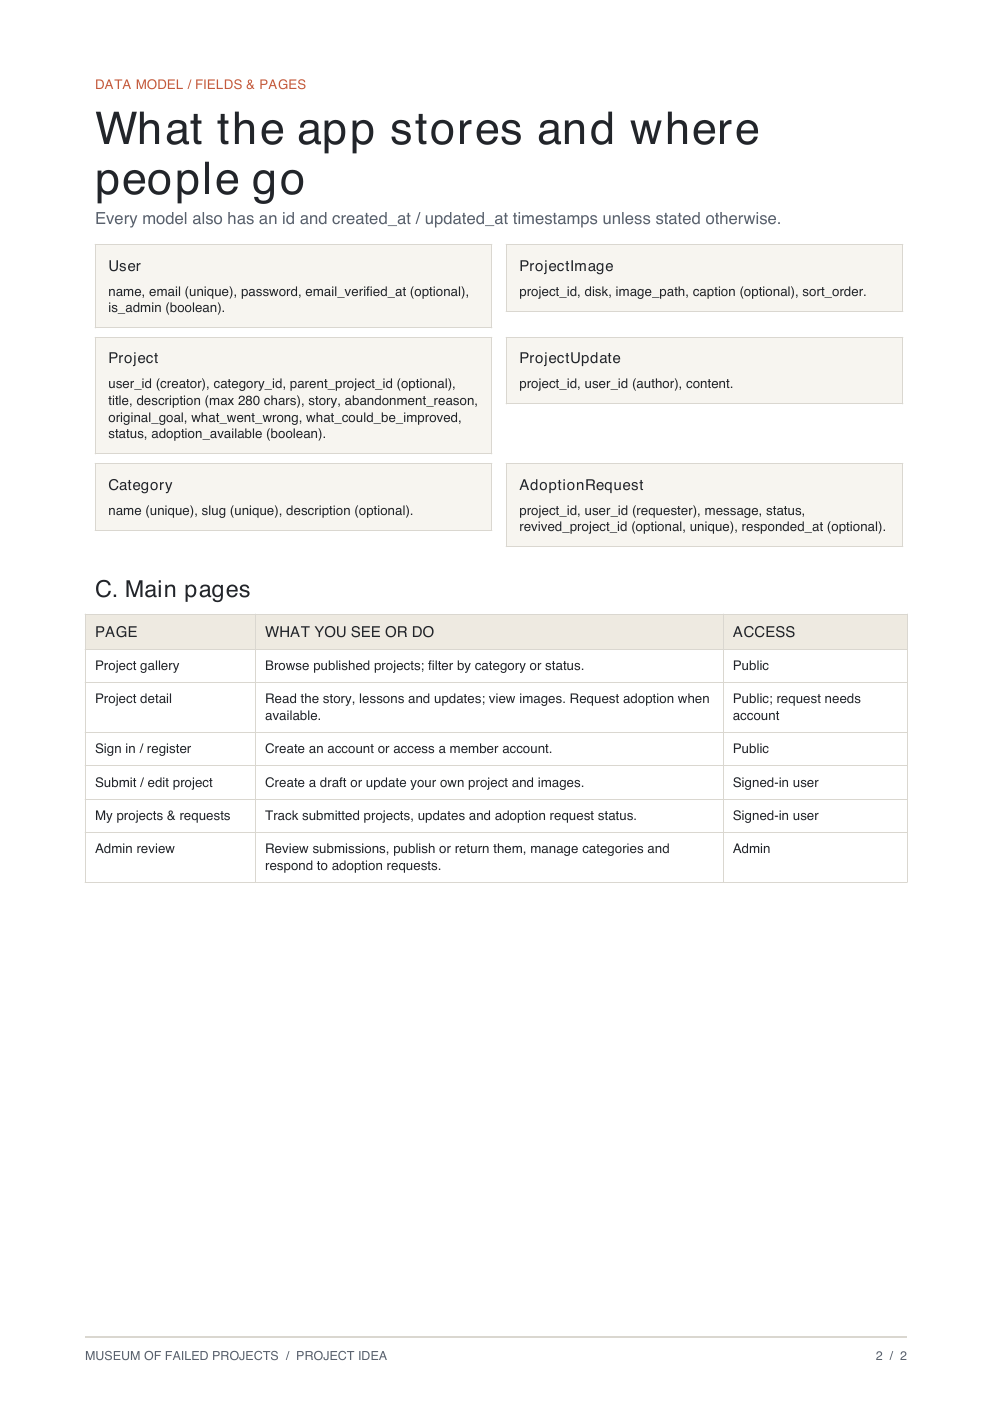 DATA MODEL / FIELDS & PAGES
What the app stores and where
people go
Every model also has an id and created_at / updated_at timestamps unless stated otherwise.
User
name, email (unique), password, email_verified_at (optional),
is_admin (boolean).
ProjectImage
project_id, disk, image_path, caption (optional), sort_order.
Project
user_id (creator), category_id, parent_project_id (optional),
title, description (max 280 chars), story, abandonment_reason,
original_goal, what_went_wrong, what_could_be_improved,
status, adoption_available (boolean).
ProjectUpdate
project_id, user_id (author), content.
Category
name (unique), slug (unique), description (optional).
AdoptionRequest
project_id, user_id (requester), message, status,
revived_project_id (optional, unique), responded_at (optional).
C. Main pages
PAGE WHAT YOU SEE OR DO ACCESS
Project gallery Browse published projects; filter by category or status. Public
Project detail Read the story, lessons and updates; view images. Request adoption when Public; request needs
available. account
Sign in / register Create an account or access a member account. Public
Submit / edit project Create a draft or update your own project and images. Signed-in user
My projects & requests Track submitted projects, updates and adoption request status. Signed-in user
Admin review Review submissions, publish or return them, manage categories and Admin
respond to adoption requests.
MUSEUM OF FAILED PROJECTS / PROJECT IDEA 2 / 2